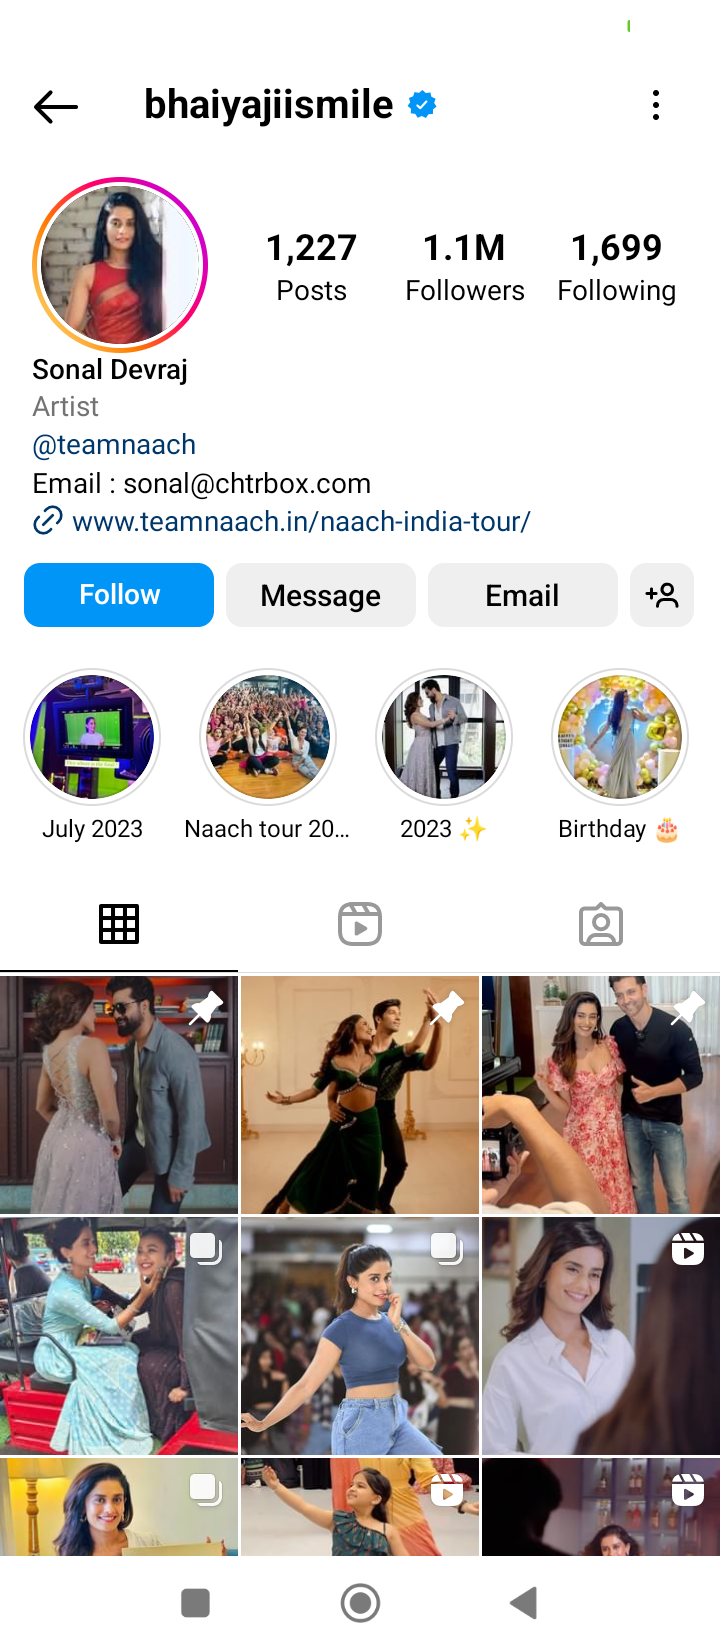 bhaiyajiismile
1,227 1.1M 1,699
Posts Followers Following
Sonal Devraj
Artist
@teamnaach
Email : sonal@chtrbox.com
www.teamnaach.in/naach-india-tour/
Follow Message Email
July 2023 Naach tour 20... 2023 ✨ Birthday 🎂